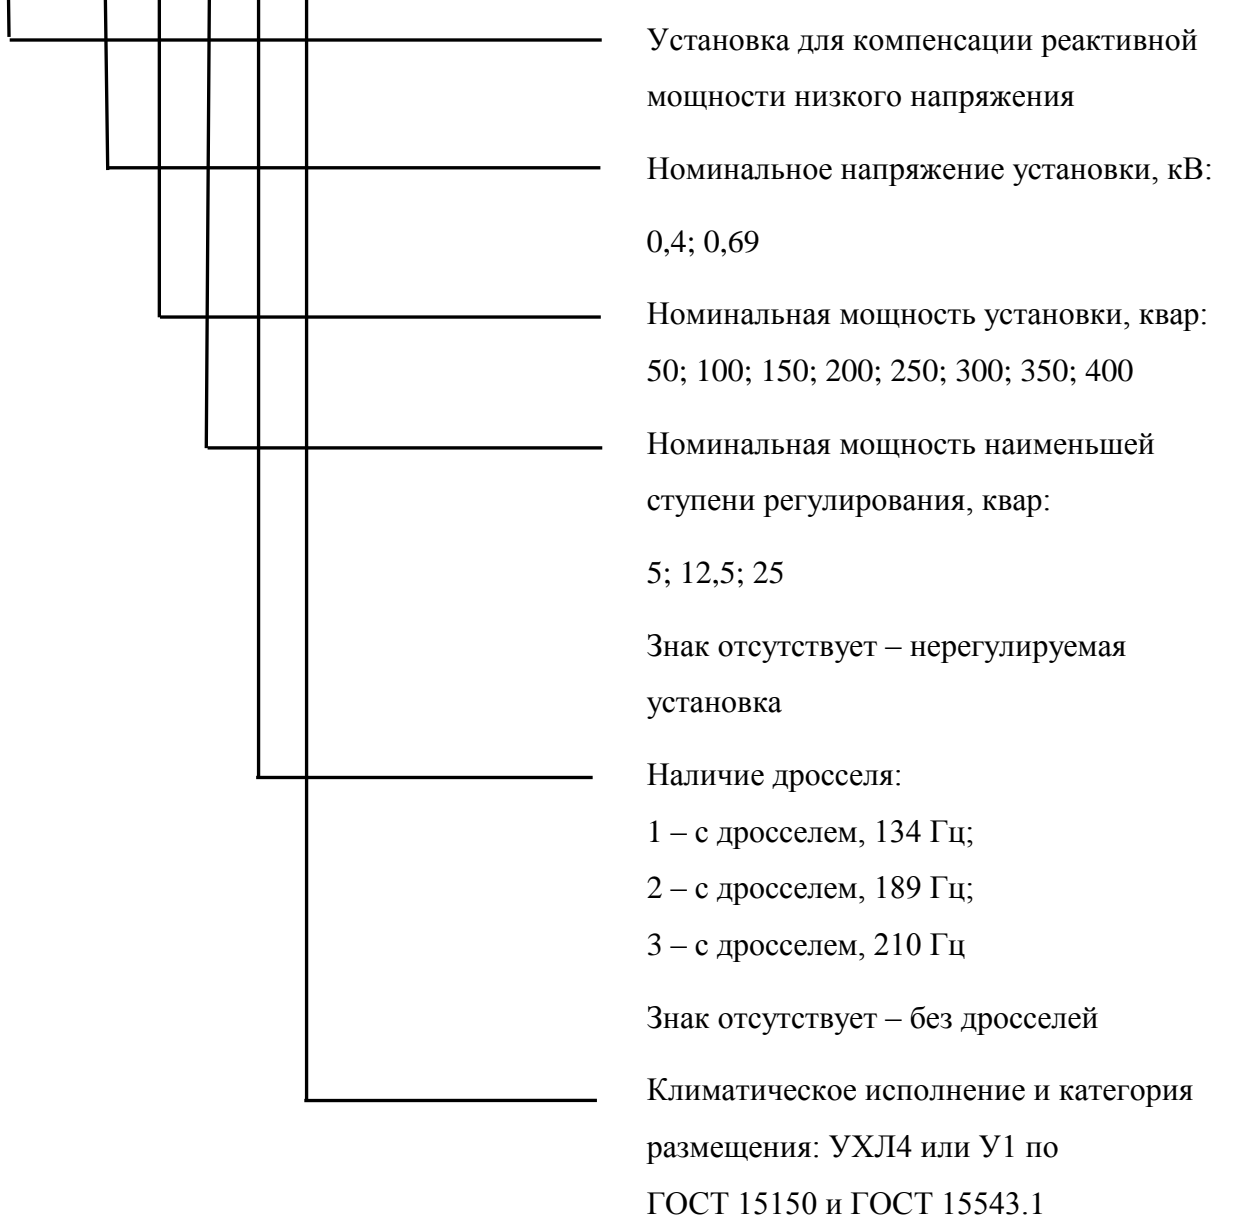 Установка для компенсации реактивной
мощности низкого напряжения
Номинальное напряжение установки, кВ:
0,4; 0,69
Номинальная мощность установки, квар:
50; 100; 150; 200; 250; 300; 350; 400
Номинальная мощность наименьшей
ступени регулирования, квар:
5; 12,5; 25
Знак отсутствует – нерегулируемая
установка
Наличие дросселя:
1 – с дросселем, 134 Гц;
2 – с дросселем, 189 Гц;
3 – с дросселем, 210 Гц
Знак отсутствует – без дросселей
Климатическое исполнение и категория
размещения: УХЛ4 или У1 по
ГОСТ 15150 и ГОСТ 15543.1